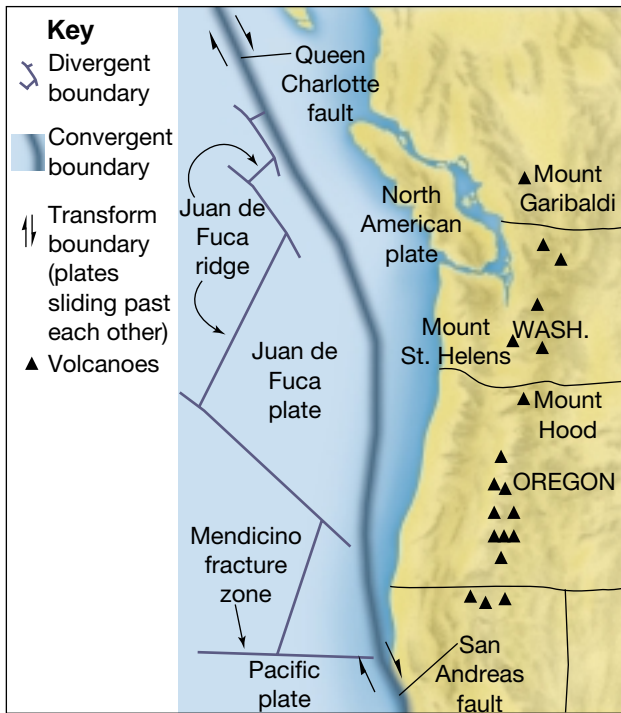 Key
Divergent
boundary
Convergent
boundary
Transform
boundary
(plates
sliding past
each other)
Volcanoes
Queen
Charlotte
fault
Juan de
Fuca
ridge
North
American
plate
Mount
Garibaldi
WASH.
Mount
St. Helens
Juan de
Fuca
plate
Mount
Hood
OREGON
Mendicino
fracture
zone
Pacific
plate
San
Andreas
fault